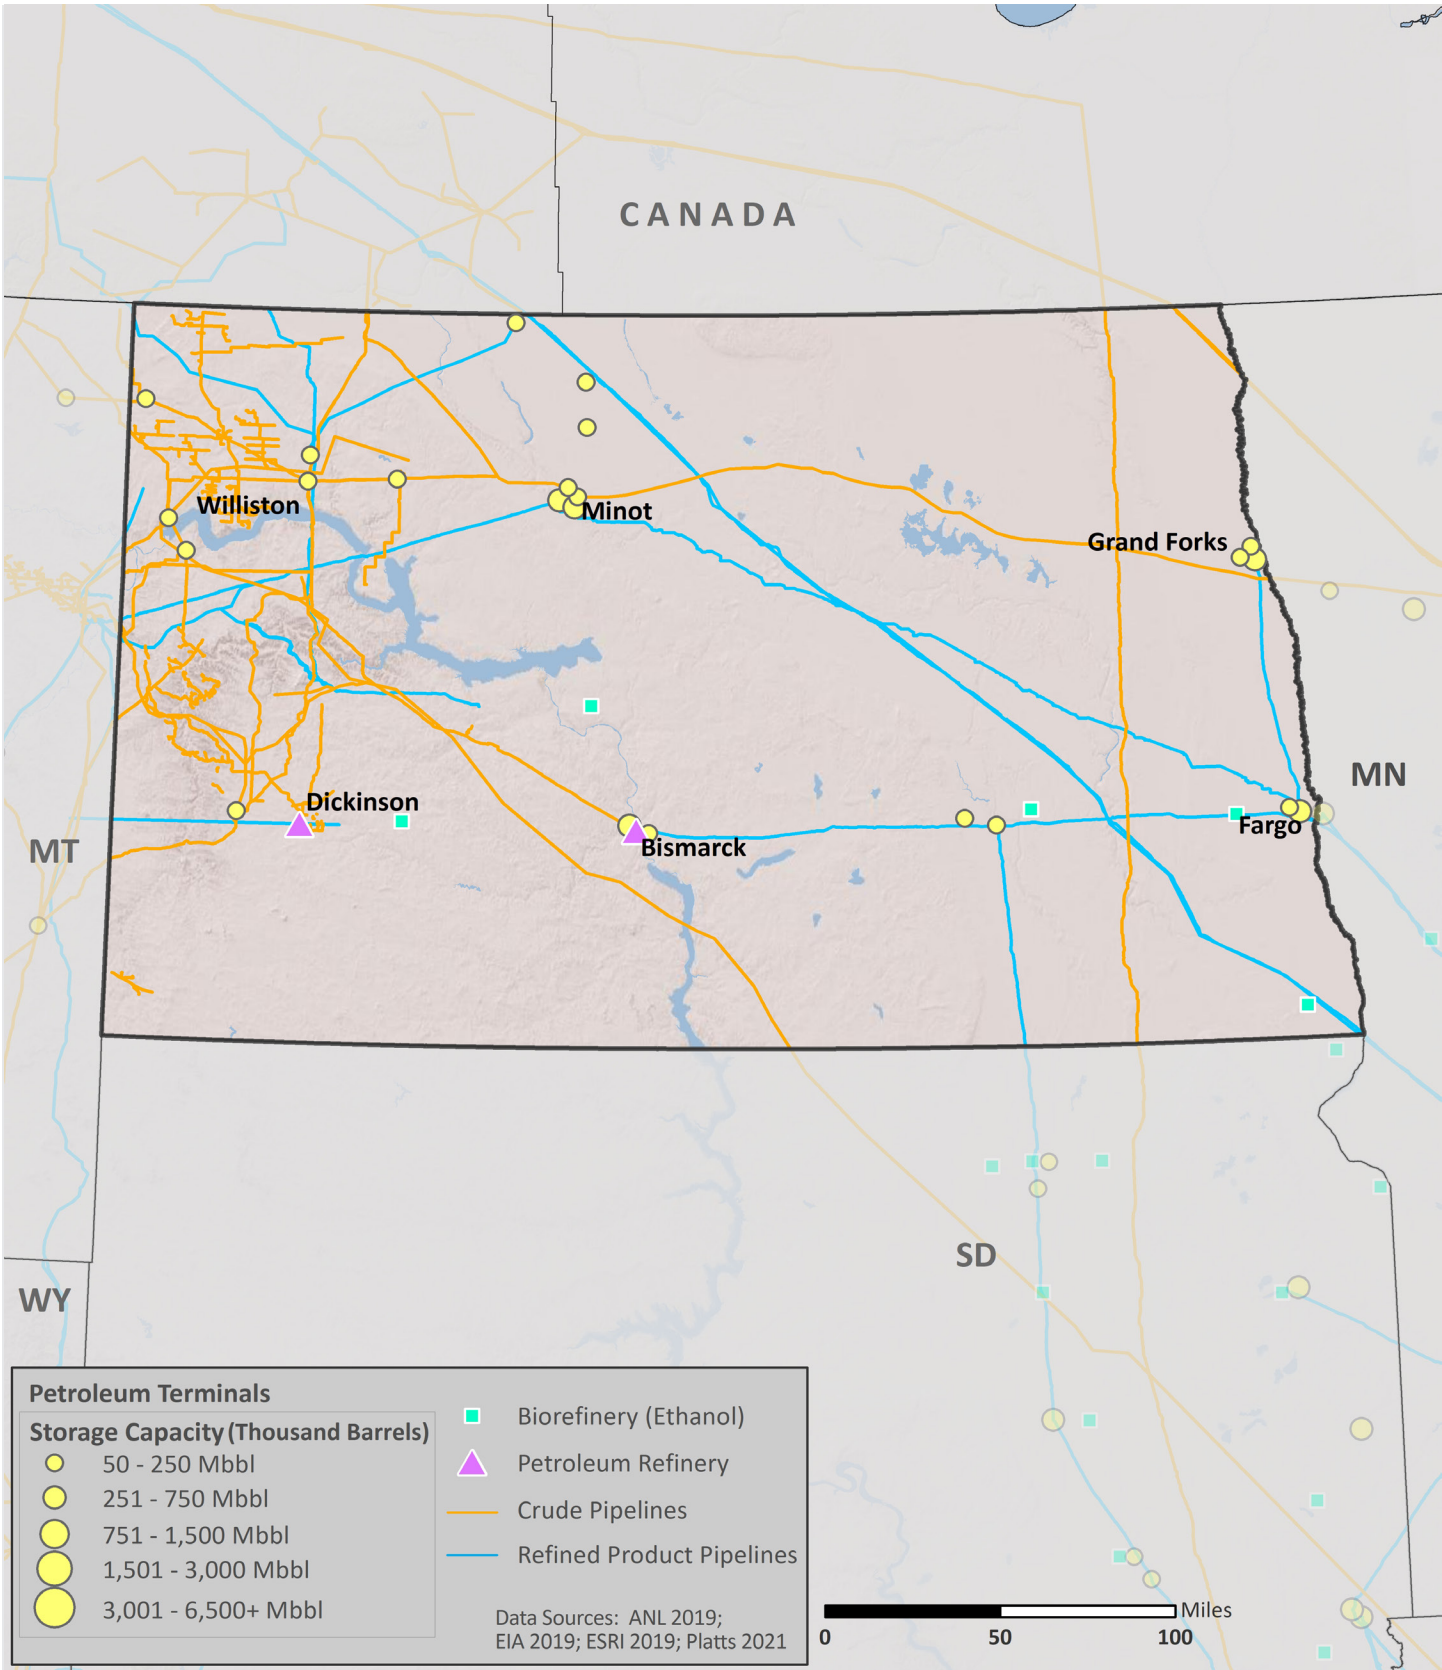 CANADA
Williston
Minot
Grand Forks
MN
Dickinson
Fargo
MT
Bismarck
SD
WY
Petroleum Terminals
Storage Capacity (Thousand Barrels)
50 - 250 Mbbl
251 - 750 Mbbl
751 - 1,500 Mbbl
1,501 - 3,000 Mbbl
3,001 - 6,500+ Mbbl
Biorefinery (Ethanol)
Petroleum Refinery
Crude Pipelines
Refined Product Pipelines
Data Sources: ANL 2019;
EIA 2019; ESRI 2019; Platts 2021
Miles
0 50 100